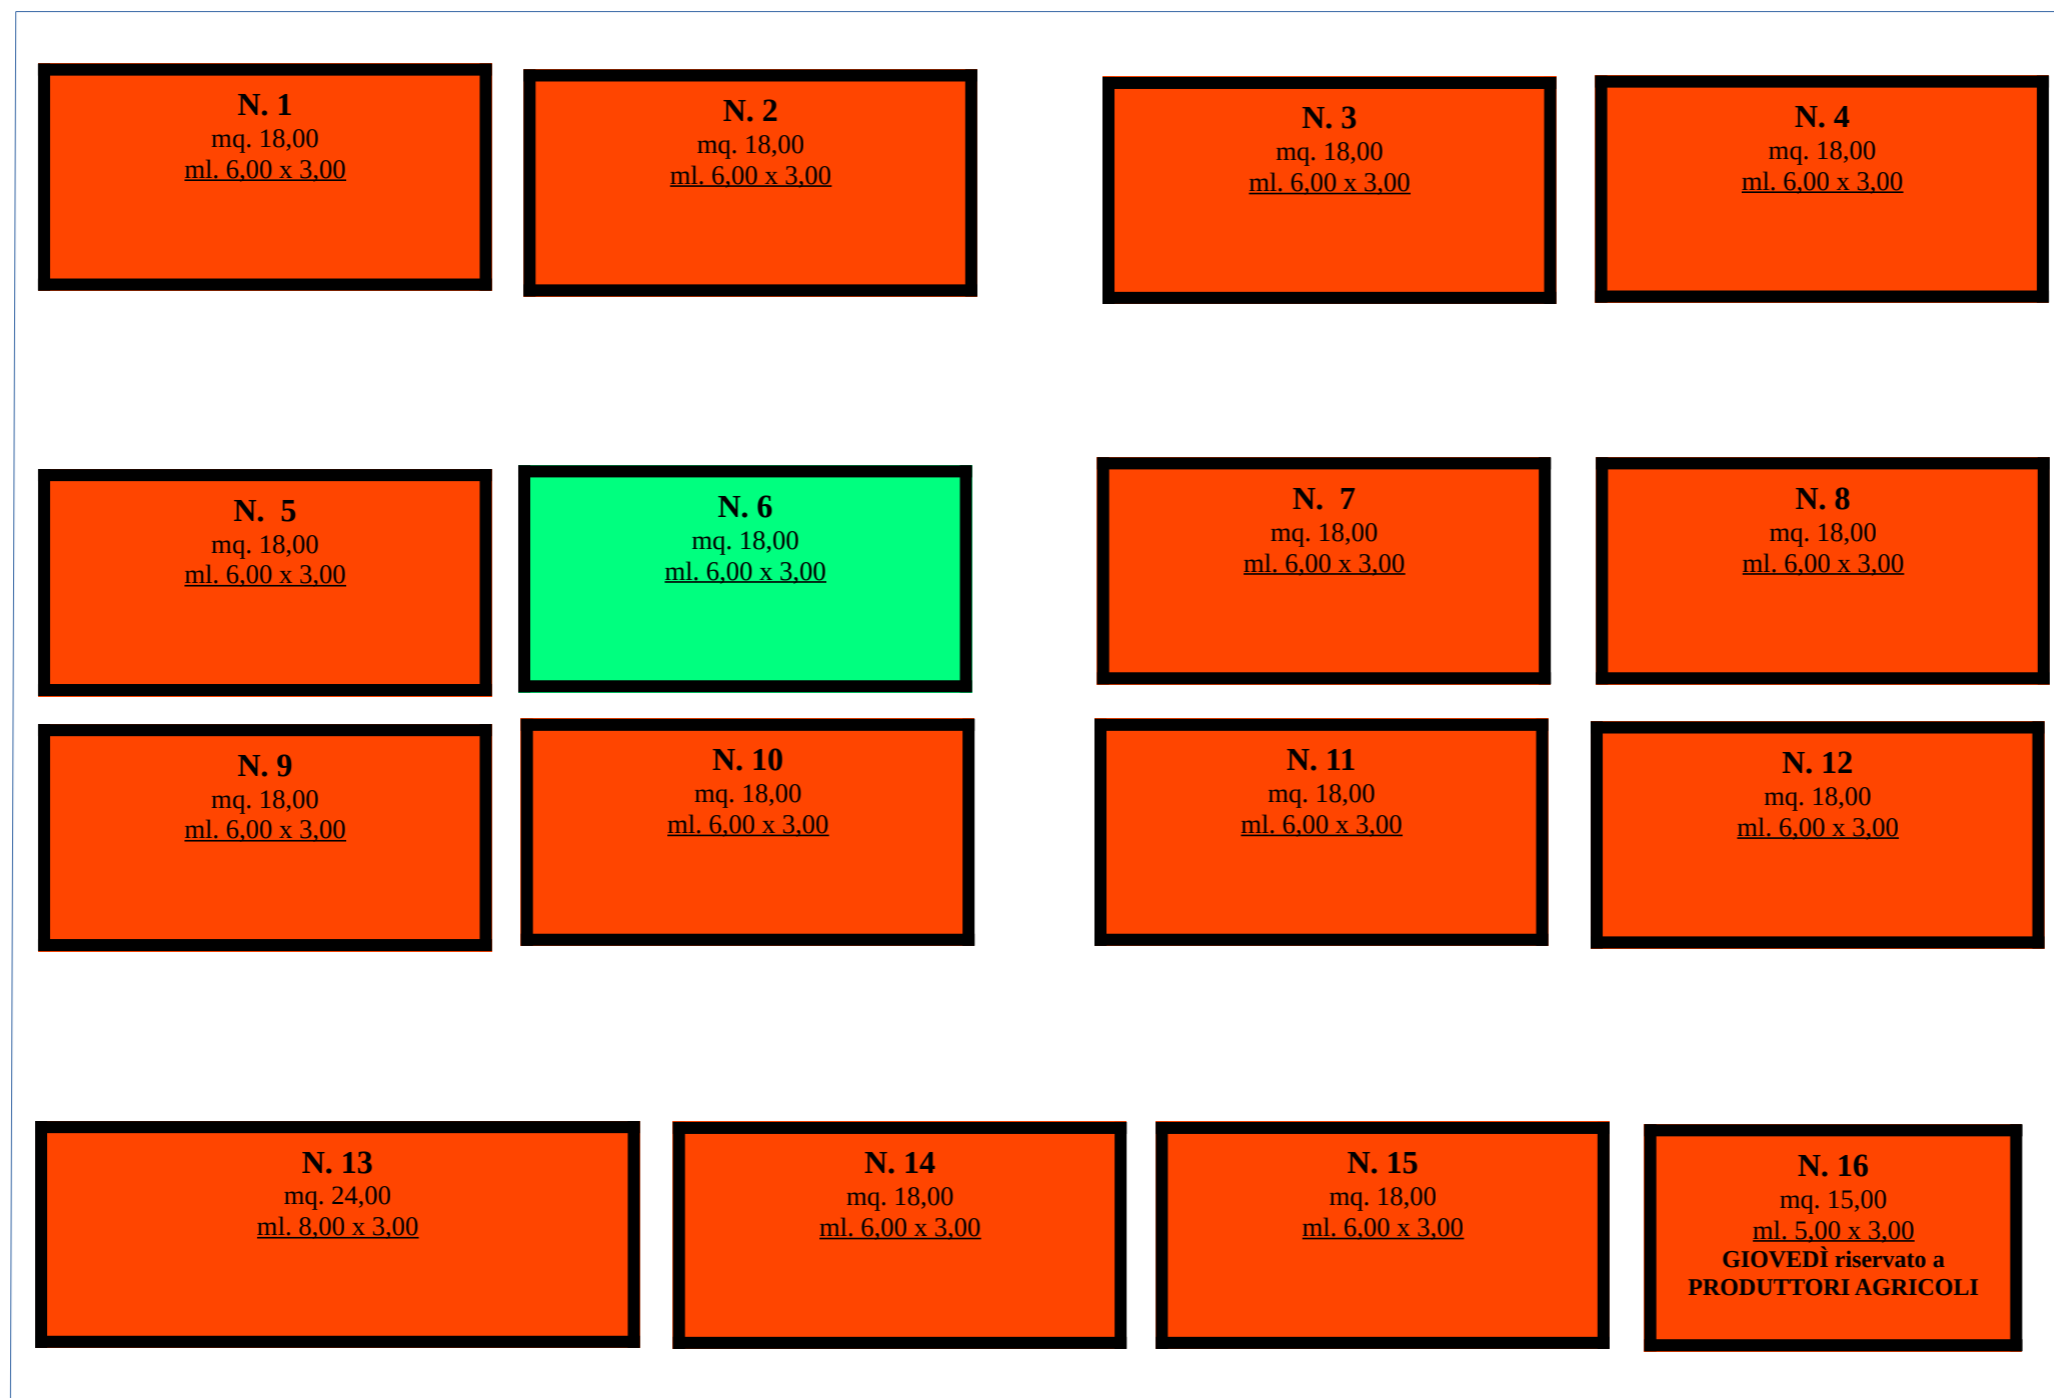 N. 1
mq. 18,00
ml. 6,00 x 3,00
N. 2
mq. 18,00
ml. 6,00 x 3,00
N. 3
mq. 18,00
ml. 6,00 x 3,00
N. 4
mq. 18,00
ml. 6,00 x 3,00
N.  5
mq. 18,00
ml. 6,00 x 3,00
N. 6
mq. 18,00
ml. 6,00 x 3,00
N.  7
mq. 18,00
ml. 6,00 x 3,00
N. 8
mq. 18,00
ml. 6,00 x 3,00
N. 9
mq. 18,00
ml. 6,00 x 3,00
N. 10
mq. 18,00
ml. 6,00 x 3,00
N. 11
mq. 18,00
ml. 6,00 x 3,00
N. 12
mq. 18,00
ml. 6,00 x 3,00
N. 13
mq. 24,00
ml. 8,00 x 3,00
N. 14
mq. 18,00
ml. 6,00 x 3,00
N. 15
mq. 18,00
ml. 6,00 x 3,00
N. 16
mq. 15,00
ml. 5,00 x 3,00
GIOVEDÌ riservato a
PRODUTTORI AGRICOLI